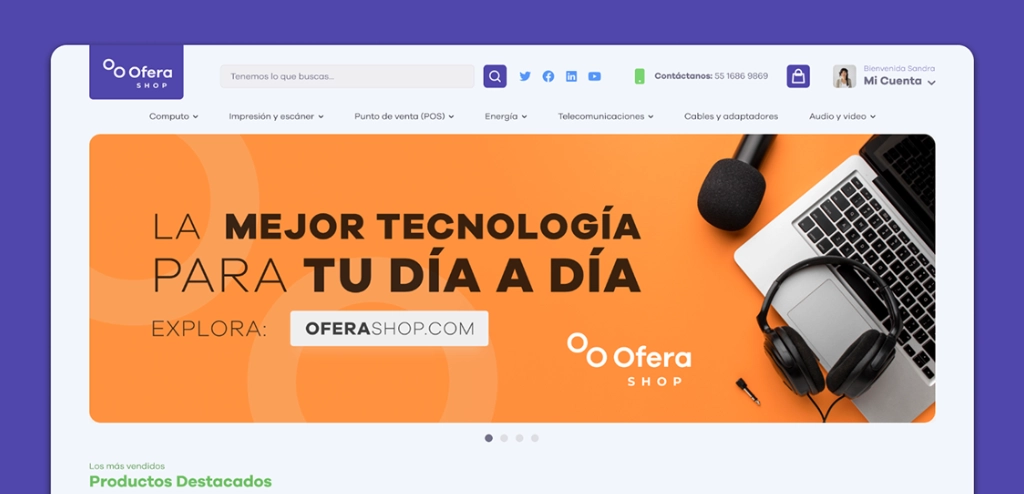 Ofera
SHOP
Tenemos lo que buscas..
Contáctanos: 55 1686 9869
Bienvenida Sandra
Mi Cuenta
Computo
Impresión y escáner
Punto de venta (POS)
Energía
Telecomunicaciones
Cables y adaptadores
Audio y video
LA MEJOR TECNOLOGÍA
PARA TU DÍA A DÍA
EXPLORA: OFERASHOP.COM
Ofera
SHOP
Los más vendidos
Productos Destacados